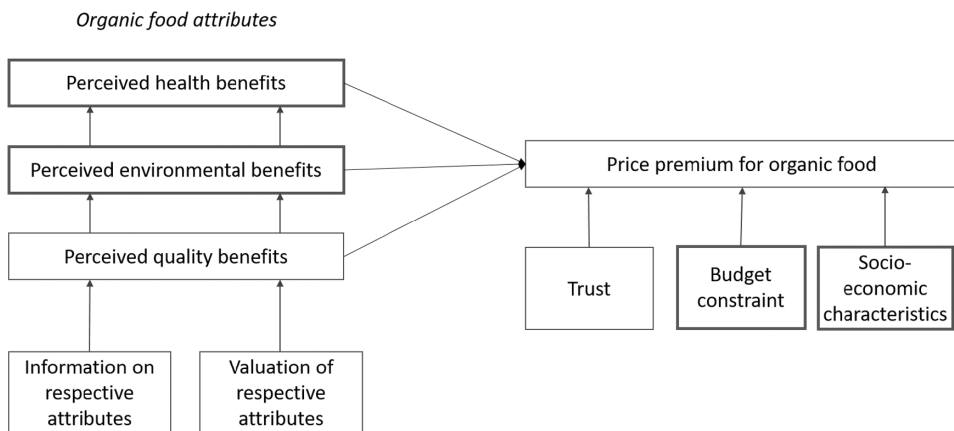 Organic food attributes
Perceived health benefits
Perceived environmental benefits
Perceived quality benefits
Information on
respective
attributes
Valuation of
respective
attributes
Price premium for organic food
Trust
Budget
constraint
Socio-
economic
characteristics